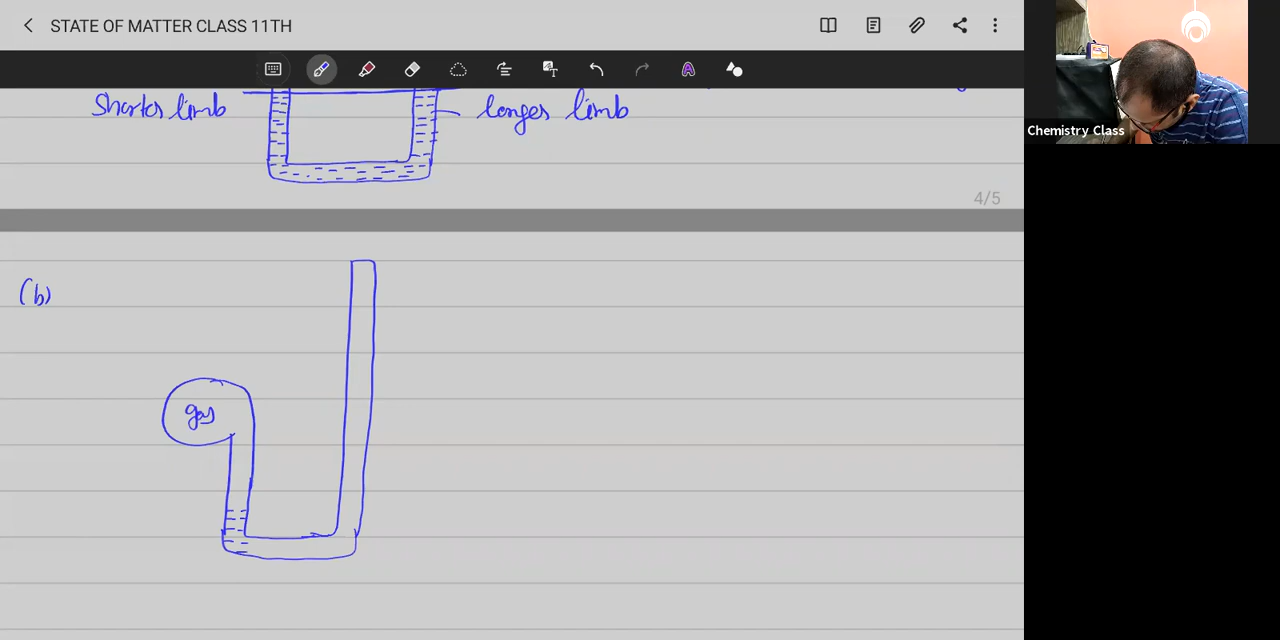 STATE OF MATTER CLASS 11TH
Chemistry Class
Shorter limb
longer limb
4/5
(b)
gas